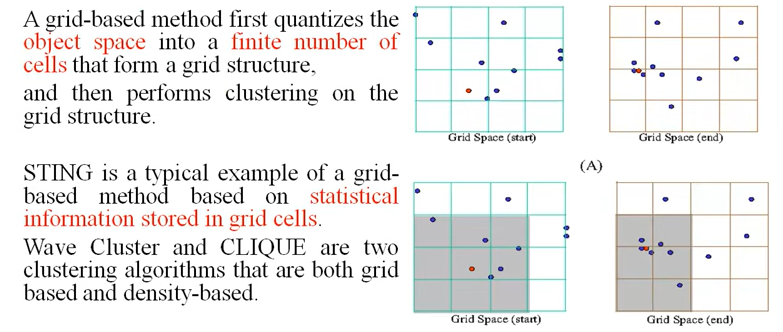 A grid-based method first quantizes the
object space into a finite number of
cells that form a grid structure,
and then performs clustering on the
grid structure.
STING is a typical example of a grid-
based method based on statistical
information stored in grid cells.
Wave Cluster and CLIQUE are two
clustering algorithms that are both grid
based and density-based.
Grid Space (start)
Grid Space (end)
(A)
Grid Space (start)
Grid Space (end)